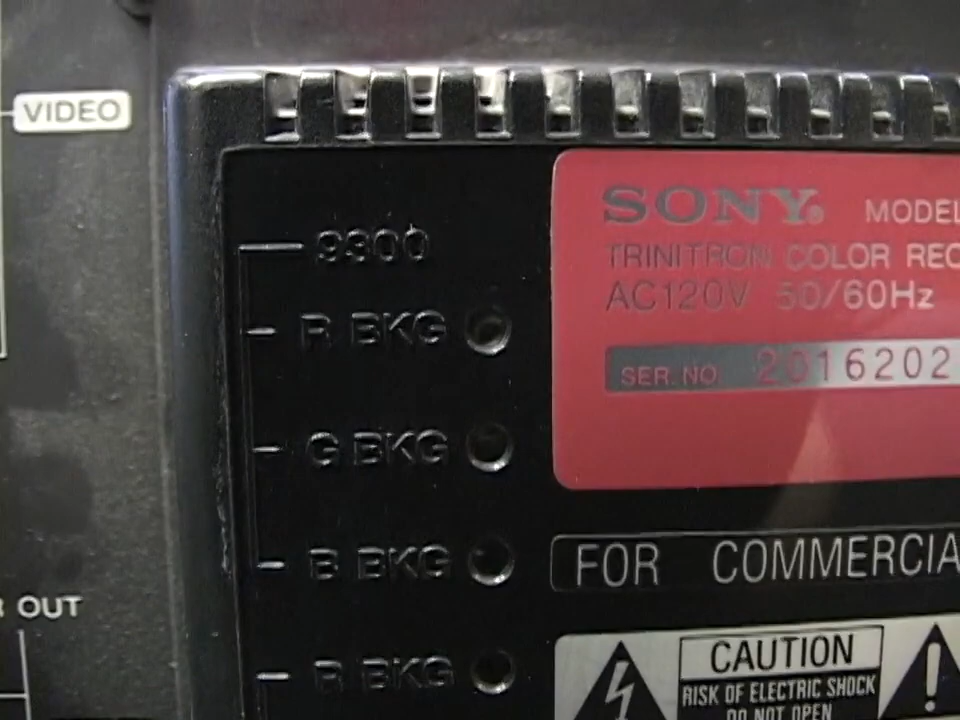 VIDEO
9300
R BKG
G BKG
B BKG
R BKG
OUT
SONY® MODEL
TRINITRON COLOR REC
AC120V 50/60Hz
SER. NO 2016202
FOR COMMERCIA
CAUTION
RISK OF ELECTRIC SHOCK
DO NOT OPEN